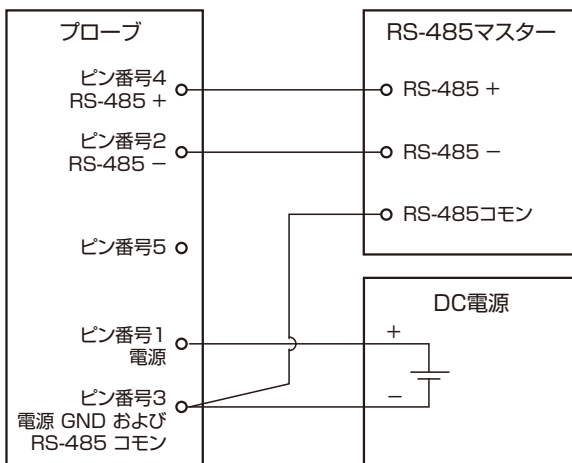 プローブ
ピン番号4
RS-485 +
ピン番号2
RS-485 −
ピン番号5
ピン番号1
電源
ピン番号3
電源 GND および
RS-485 コモン
RS-485マスター
RS-485 +
RS-485 −
RS-485コモン
DC電源
+
−